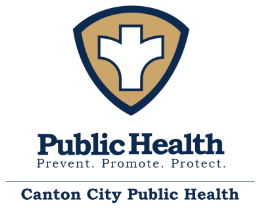 Public Health
Prevent. Promote. Protect.
Canton City Public Health